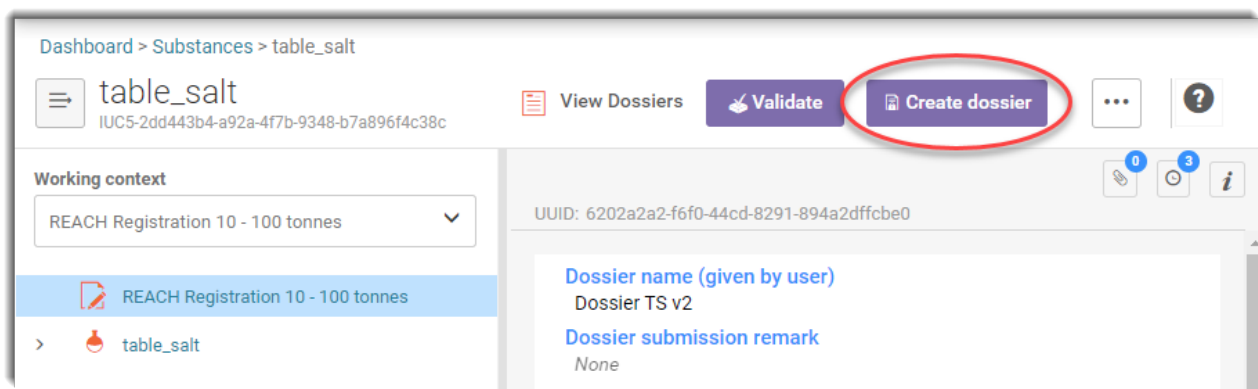 Dashboard > Substances > table_salt
table_salt
IUC5-2dd443b4-a92a-4f7b-9348-b7a896f4c38c
View Dossiers
Validate
Create dossier
...
?
Working context
REACH Registration 10 - 100 tonnes
REACH Registration 10 - 100 tonnes
> table_salt
0
3
i
UUID: 6202a2a2-f6f0-44cd-8291-894a2dffcbe0
Dossier name (given by user)
Dossier TS v2
Dossier submission remark
None